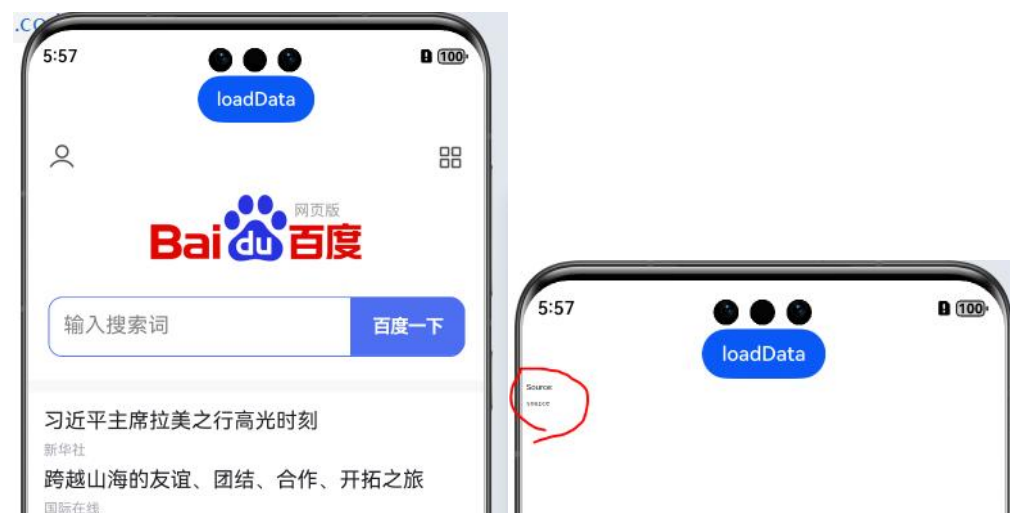 .co
5:57
100
loadData
网页版
Bai du 百度
输入搜索词
百度一下
习近平主席拉美之行高光时刻
新华社
跨越山海的友谊、团结、合作、开拓之旅
国际在线
5:57
100
loadData
Source:
source